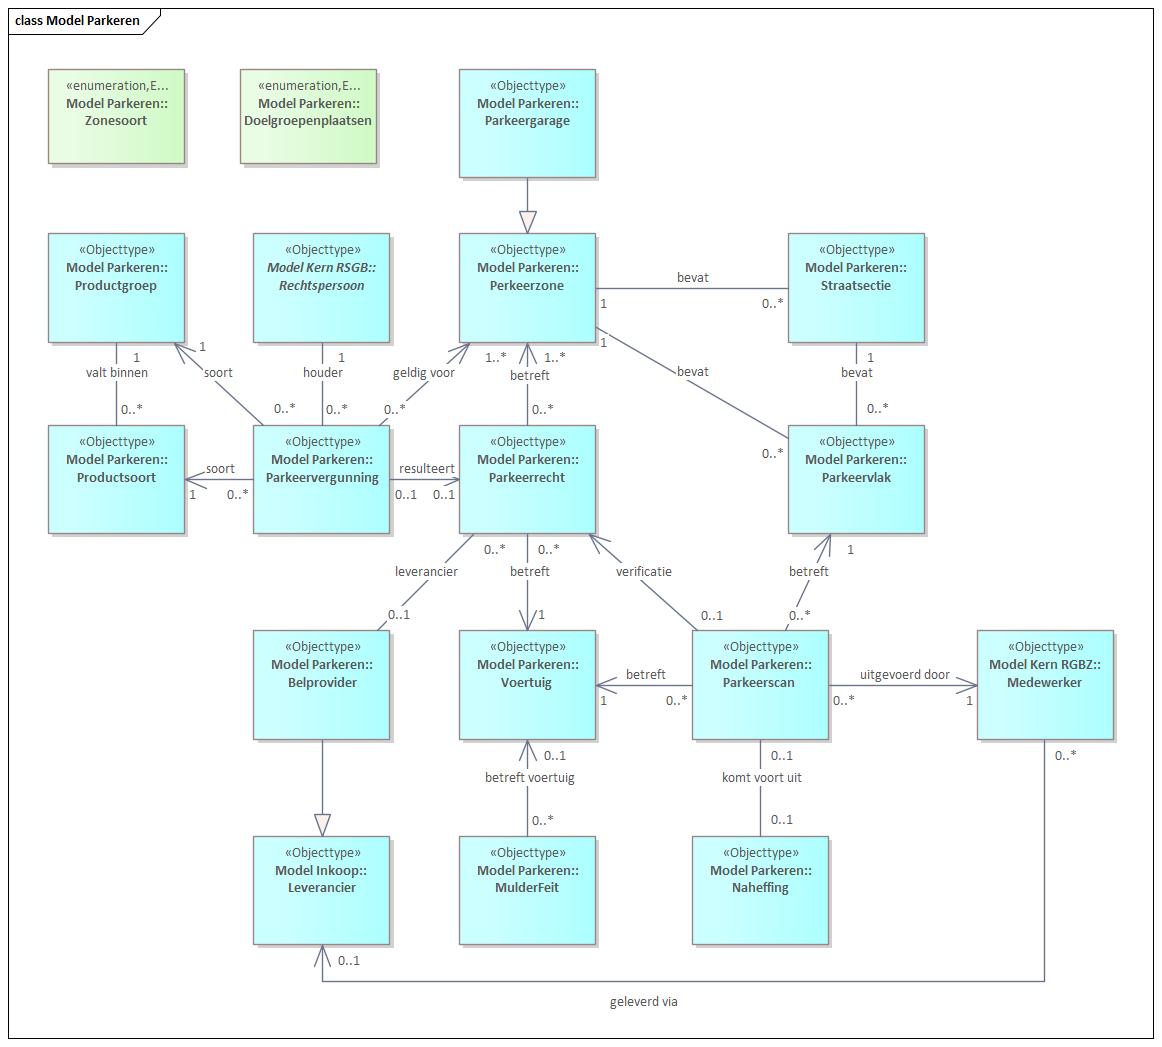 class Model Parkeren
«enumeration,E...
Model Parkeren::
Zonesoort
«enumeration,E...
Model Parkeren::
Doelgroepenplaatsen
«Objecttype»
Model Parkeren::
Parkeergarage
«Objecttype»
Model Parkeren::
Productgroep
«Objecttype»
Model Kern RSGB::
Rechtspersoon
«Objecttype»
Model Parkeren::
Perkeerzone
«Objecttype»
Model Parkeren::
Straatsectie
bevat
1
0..*
1
bevat
0..*
1
valt binnen
0..*
1
soort
0..*
1
houder
0..*
1..*
geldig voor
0..*
1..*
betreft
0..*
1
bevat
0..*
«Objecttype»
Model Parkeren::
Productsoort
«Objecttype»
Model Parkeren::
Parkeervergunning
«Objecttype»
Model Parkeren::
Parkeerrecht
«Objecttype»
Model Parkeren::
Parkeervlak
soort
1
0..*
resulteert
0..1
0..1
0..*
leverancier
0..1
0..*
betreft
1
verificatie
0..1
1
betreft
0..*
«Objecttype»
Model Parkeren::
Belprovider
«Objecttype»
Model Parkeren::
Voertuig
«Objecttype»
Model Parkeren::
Parkeerscan
«Objecttype»
Model Kern RGBZ::
Medewerker
betreft
1
0..*
uitgevoerd door
0..*
1
0..1
betreft voertuig
0..*
0..1
komt voort uit
0..1
0..*
«Objecttype»
Model Inkoop::
Leverancier
«Objecttype»
Model Parkeren::
MulderFeit
«Objecttype»
Model Parkeren::
Naheffing
0..1
geleverd via